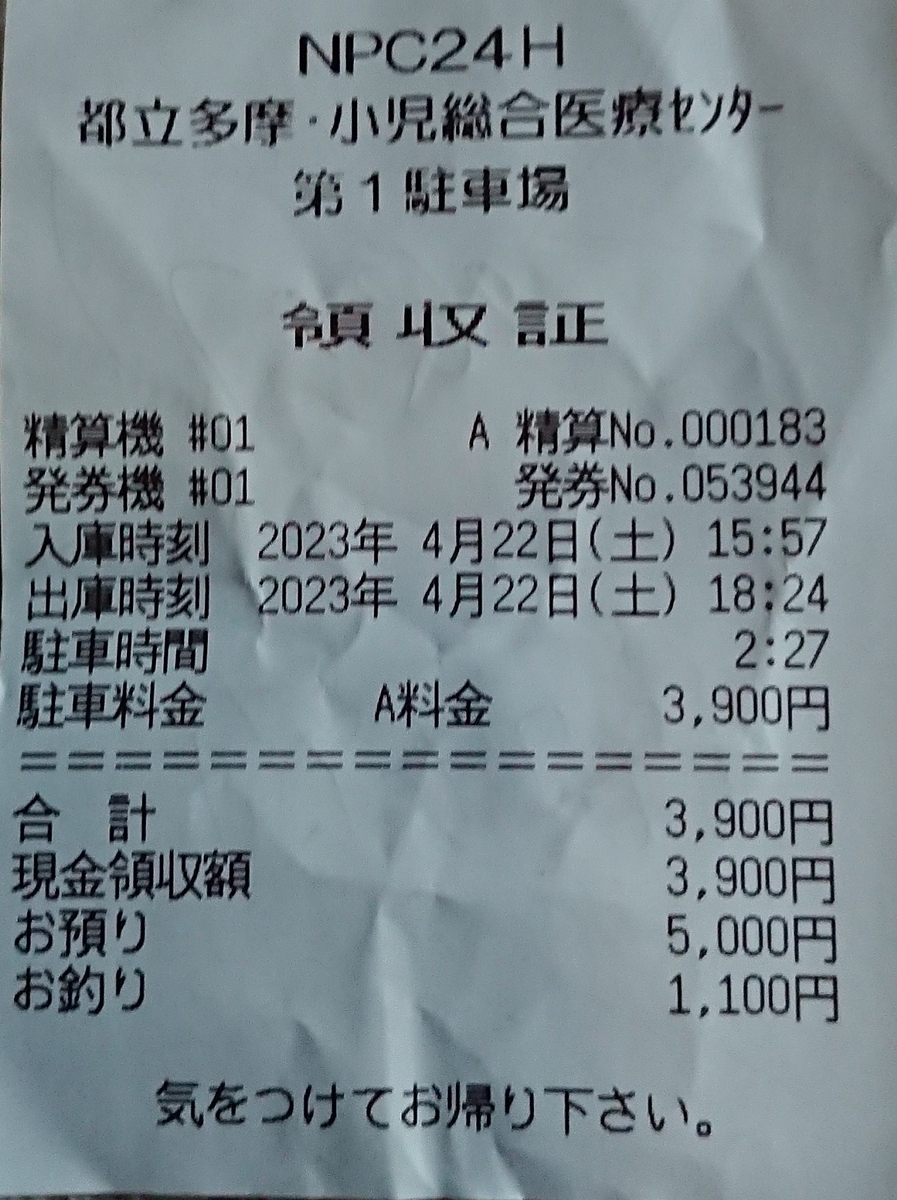 NPC24H
都立多摩・小児総合医療ｾﾝﾀｰ
第1駐車場
領収証
精算機 #01 A 精算No.000183
発券機 #01 発券No.053944
入庫時刻 2023年 4月22日(土) 15:57
出庫時刻 2023年 4月22日(土) 18:24
駐車時間 2:27
駐車料金 A料金 3,900円
=================
合 計 3,900円
現金領収額 3,900円
お預り 5,000円
お釣り 1,100円
気をつけてお帰り下さい。